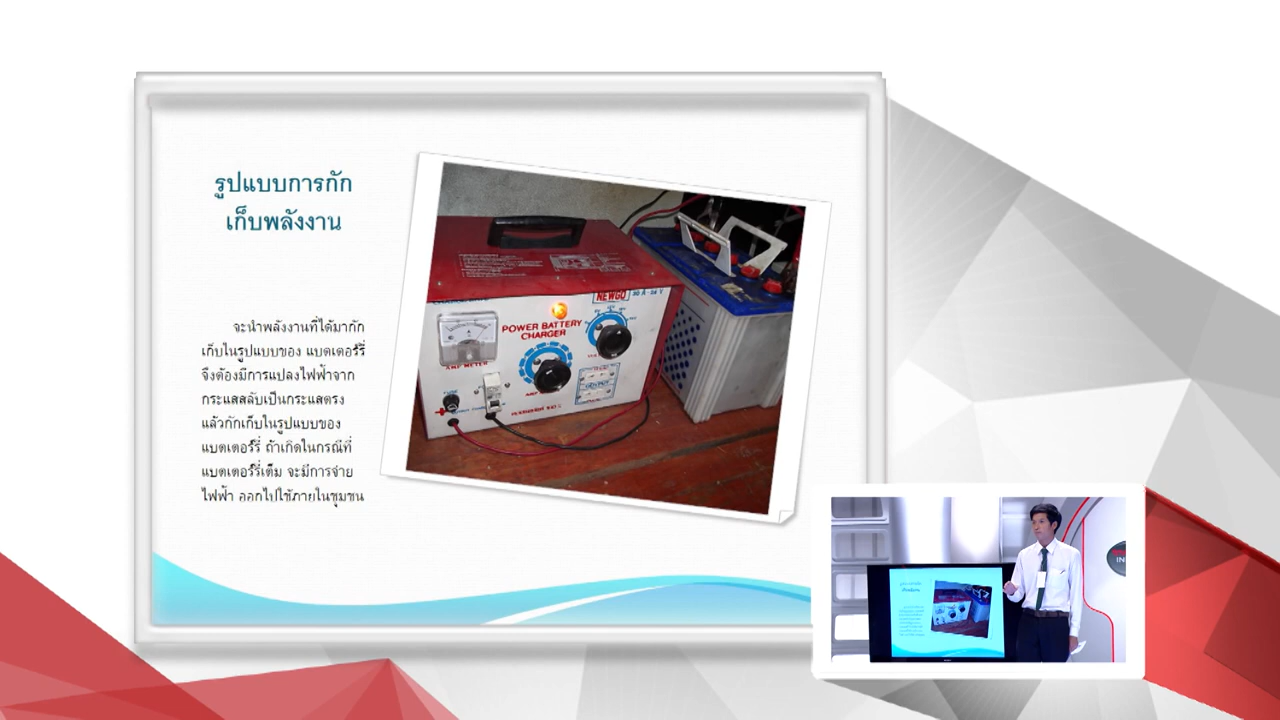 รูปแบบการกัก
เก็บพลังงาน
จะนำพลังงานที่ได้มากัก
เก็บในรูปแบบของ แบตเตอร์รี่
จึงต้องมีการแปลงไฟฟ้าจาก
กระแสสลับเป็นกระแสตรง
แล้วกักเก็บในรูปแบบของ
แบตเตอร์รี่ ถ้าเกิดในกรณีที่
แบตเตอร์รี่เต็ม จะมีการจ่าย
ไฟฟ้า ออกไปใช้ภายในชุมชน
NEWGO
POWER BATTERY
CHARGER
AMP METER
OUTPUT
IN